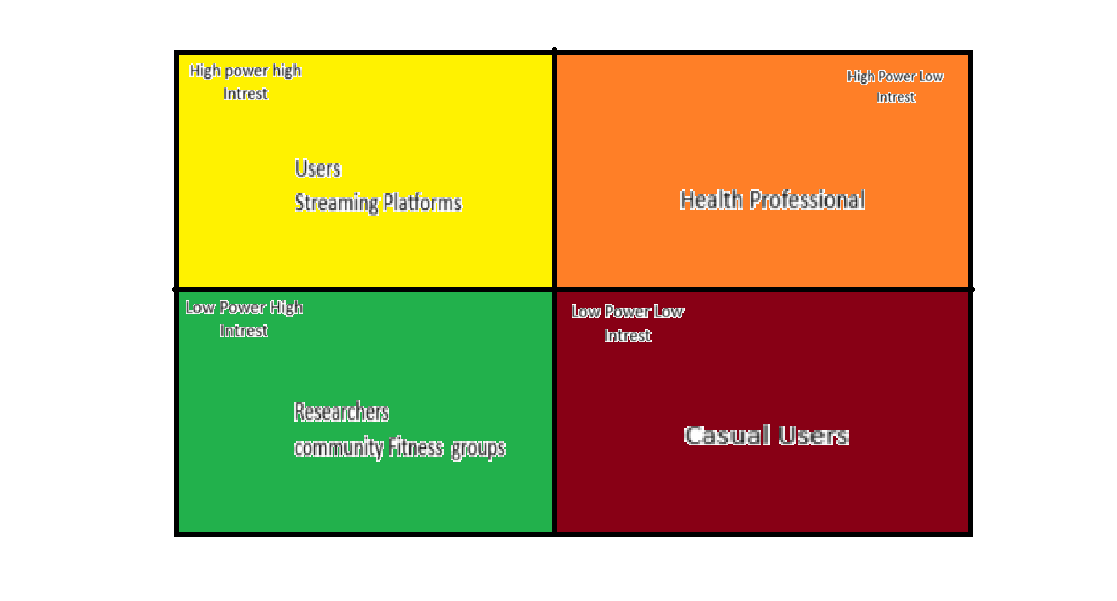 High power high
Intrest
Users
Streaming Platforms
High Power Low
Intrest
Health Professional
Low Power High
Intrest
Researchers
community Fitness groups
Low Power Low
Intrest
Casual Users